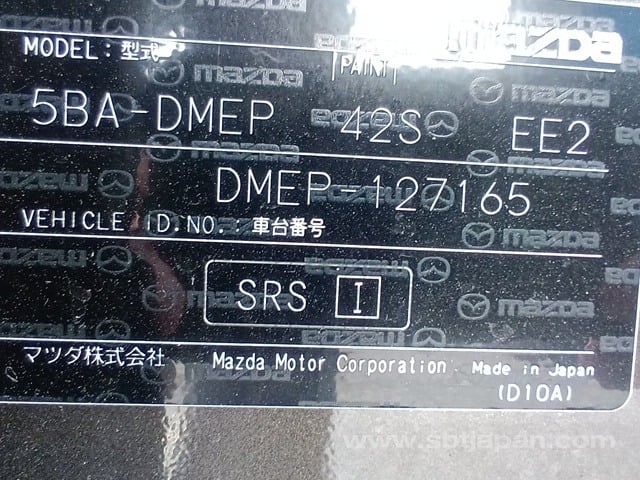 mazda
MODEL: 型式 PAINT
5BA-DMEP 42S EE2
DMEP-127165
VEHICLE ID.NO. 車台番号
SRS I
マツダ株式会社 Mazda Motor Corporation Made in Japan
(D10A)
www.sbtjapan.com